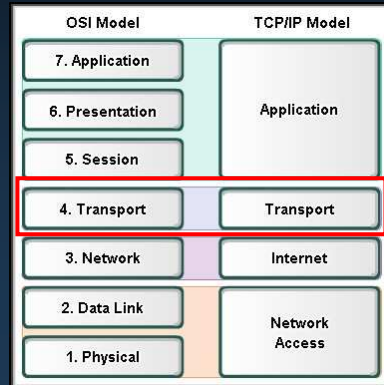 OSI Model
TCP/IP Model
7. Application
6. Presentation
5. Session
Application
4. Transport
Transport
3. Network
Internet
2. Data Link
1. Physical
Network
Access